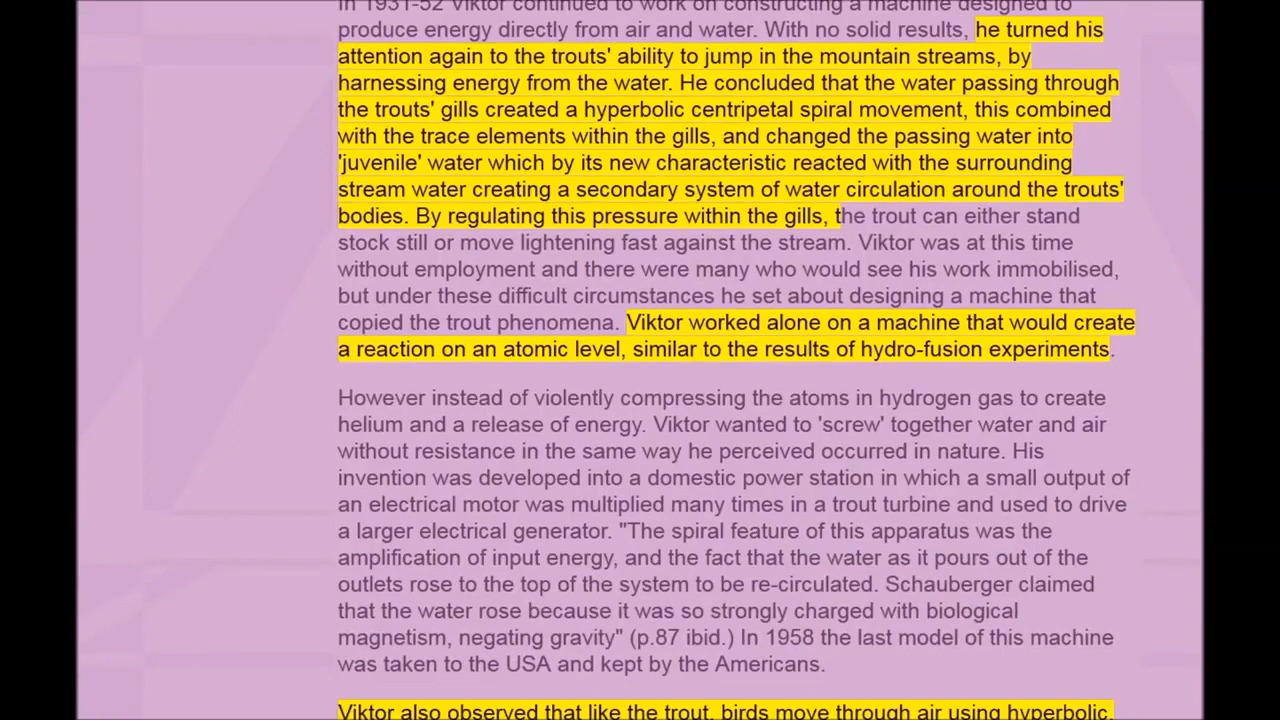 In 1931-52 Viktor continued to work on constructing a machine designed to
produce energy directly from air and water. With no solid results, he turned his
attention again to the trouts' ability to jump in the mountain streams, by
harnessing energy from the water. He concluded that the water passing through
the trouts' gills created a hyperbolic centripetal spiral movement, this combined
with the trace elements within the gills, and changed the passing water into
'juvenile' water which by its new characteristic reacted with the surrounding
stream water creating a secondary system of water circulation around the trouts'
bodies. By regulating this pressure within the gills, the trout can either stand
stock still or move lightening fast against the stream. Viktor was at this time
without employment and there were many who would see his work immobilised,
but under these difficult circumstances he set about designing a machine that
copied the trout phenomena. Viktor worked alone on a machine that would create
a reaction on an atomic level, similar to the results of hydro-fusion experiments.
However instead of violently compressing the atoms in hydrogen gas to create
helium and a release of energy. Viktor wanted to 'screw' together water and air
without resistance in the same way he perceived occurred in nature. His
invention was developed into a domestic power station in which a small output of
an electrical motor was multiplied many times in a trout turbine and used to drive
a larger electrical generator. "The spiral feature of this apparatus was the
amplification of input energy, and the fact that the water as it pours out of the
outlets rose to the top of the system to be re-circulated. Schauberger claimed
that the water rose because it was so strongly charged with biological
magnetism, negating gravity" (p.87 ibid.) In 1958 the last model of this machine
was taken to the USA and kept by the Americans.
Viktor also observed that like the trout, birds move through air using hyperbolic,